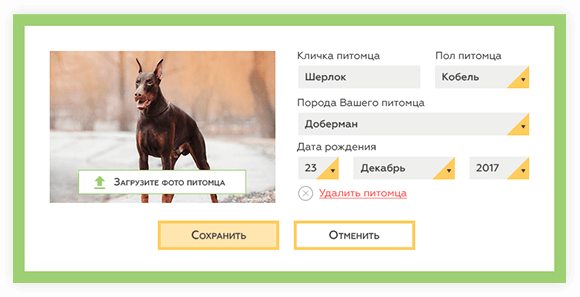 Кличка питомца
Пол питомца
Шерлок
Кобель
Порода Вашего питомца
Доберман
Дата рождения
23 Декабрь 2017
Загрузите фото питомца
Удалить питомца
Сохранить
Отменить